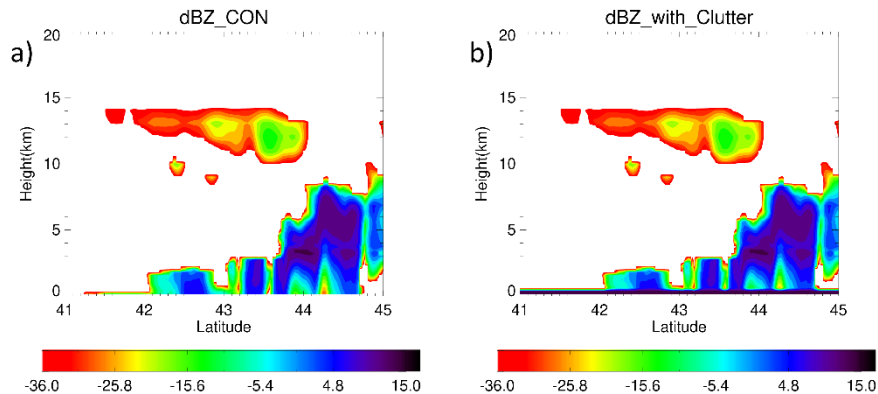 dBZ_CON
a)
20
15
10
5
0
Height(km)
41 42 43 44 45
Latitude
-36.0 -25.8 -15.6 -5.4 4.8 15.0
dBZ_with_Clutter
b)
20
15
10
5
0
Height(km)
41 42 43 44 45
Latitude
-36.0 -25.8 -15.6 -5.4 4.8 15.0